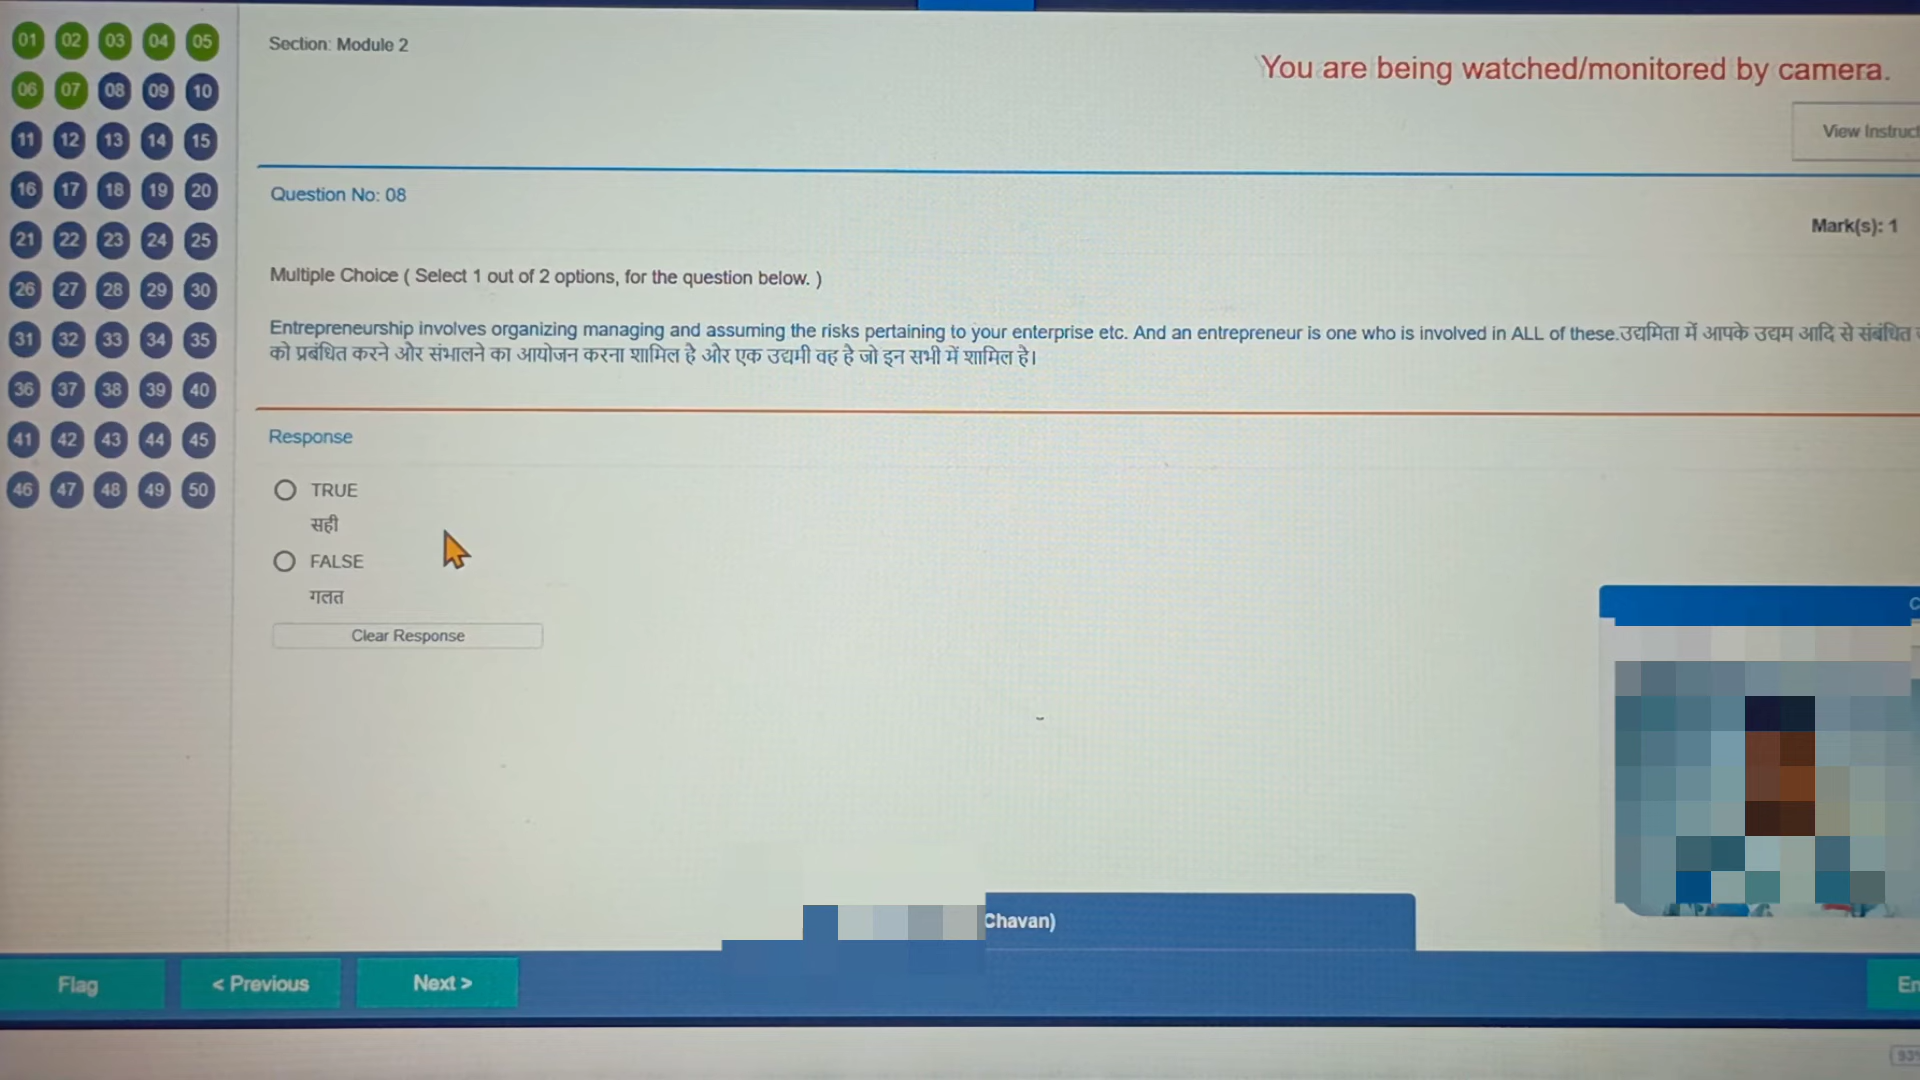 Section: Module 2
You are being watched/monitored by camera.
View
Question No: 08
Mark(s): 1
Multiple Choice ( Select 1 out of 2 options, for the question below. )
Entrepreneurship involves organizing managing and assuming the risks pertaining to your enterprise etc. And an entrepreneur is one who is involved in ALL of these.उद्यमिता में आपके उद्यम आदि से संबंधित
को प्रबंधित करने और संभालने का आयोजन करना शामिल है और एक उद्यमी वह है जो इन सभी में शामिल है।
Response
TRUE
सही
FALSE
गलत
Clear Response
01 02 03 04 05
06 07 08 09 10
11 12 13 14 15
16 17 18 19 20
21 22 23 24 25
26 27 28 29 30
31 32 33 34 35
36 37 38 39 40
41 42 43 44 45
46 47 48 49 50
Chavan)
Flag
< Previous
Next >